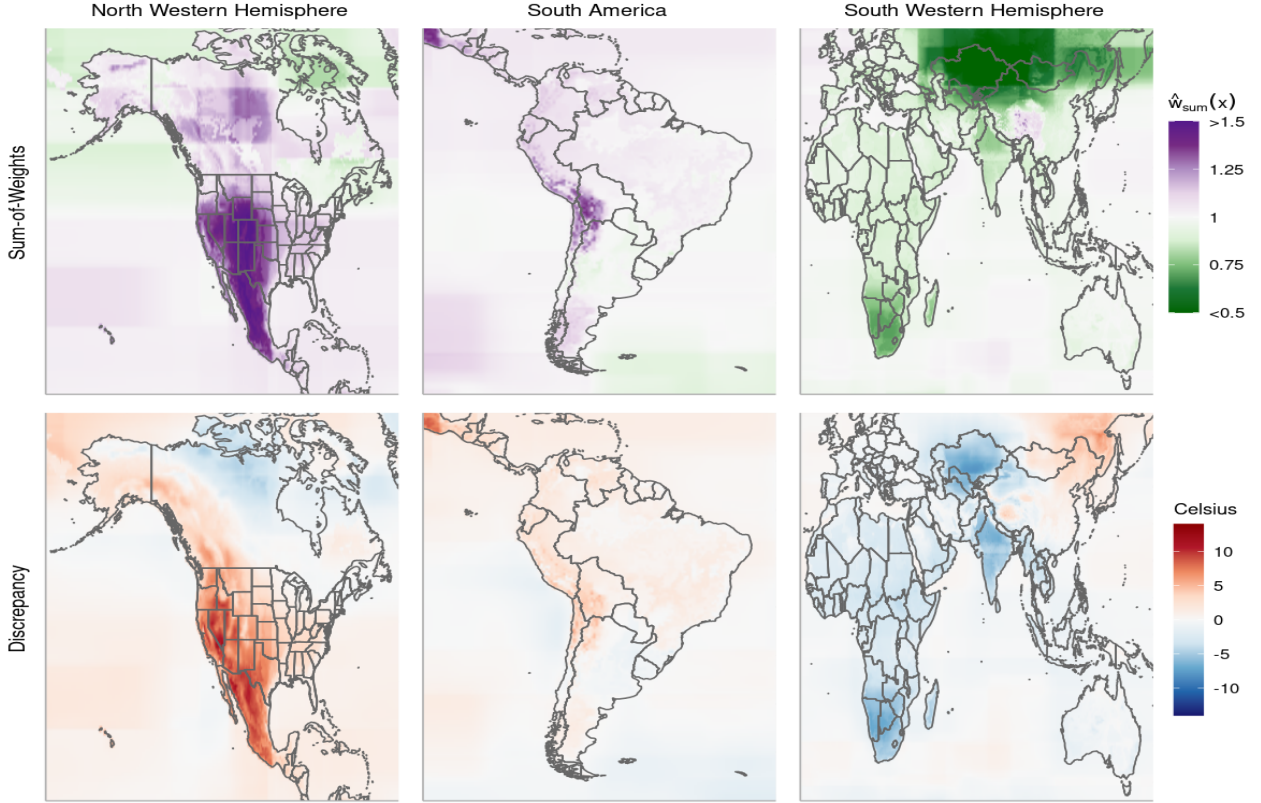 North Western Hemisphere
South America
South Western Hemisphere
Sum-of-Weights
ŵsum(x)
>1.5
1.25
1
0.75
<0.5
Discrepancy
Celsius
10
5
0
-5
-10